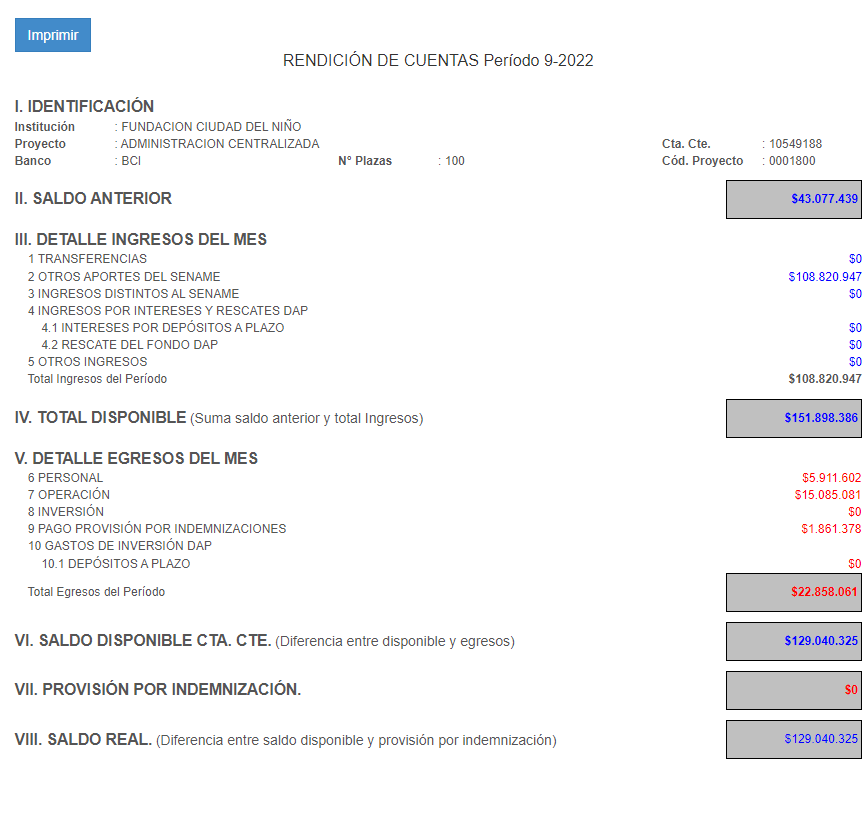 Imprimir
RENDICIÓN DE CUENTAS Período 9-2022
I. IDENTIFICACIÓN
Institución : FUNDACION CIUDAD DEL NIÑO
Proyecto : ADMINISTRACION CENTRALIZADA Cta. Cte. : 10549188
Banco : BCI N° Plazas : 100 Cód. Proyecto : 0001800
II. SALDO ANTERIOR $43.077.439
III. DETALLE INGRESOS DEL MES
1 TRANSFERENCIAS $0
2 OTROS APORTES DEL SENAME $108.820.947
3 INGRESOS DISTINTOS AL SENAME $0
4 INGRESOS POR INTERESES Y RESCATES DAP
4.1 INTERESES POR DEPÓSITOS A PLAZO $0
4.2 RESCATE DEL FONDO DAP $0
5 OTROS INGRESOS $0
Total Ingresos del Período $108.820.947
IV. TOTAL DISPONIBLE (Suma saldo anterior y total Ingresos) $151.898.386
V. DETALLE EGRESOS DEL MES
6 PERSONAL $5.911.602
7 OPERACIÓN $15.085.081
8 INVERSIÓN $0
9 PAGO PROVISIÓN POR INDEMNIZACIONES $1.861.378
10 GASTOS DE INVERSIÓN DAP
10.1 DEPÓSITOS A PLAZO $0
Total Egresos del Período $22.858.061
VI. SALDO DISPONIBLE CTA. CTE. (Diferencia entre disponible y egresos) $129.040.325
VII. PROVISIÓN POR INDEMNIZACIÓN. $0
VIII. SALDO REAL. (Diferencia entre saldo disponible y provisión por indemnización) $129.040.325